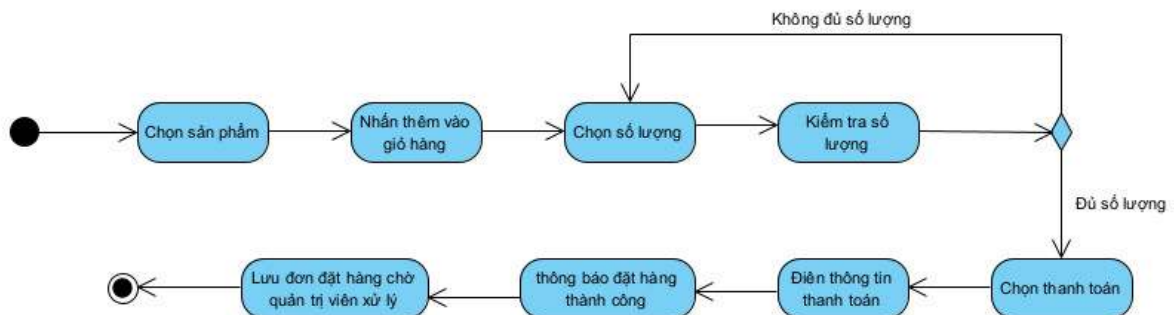 Không đủ số lượng
Chọn sản phẩm
Nhấn thêm vào
giỏ hàng
Chọn số lượng
Kiểm tra số
lượng
Đủ số lượng
Chọn thanh toán
Điên thông tin
thanh toán
thông báo đặt hàng
thành công
Lưu đơn đặt hàng chờ
quản trị viên xử lý